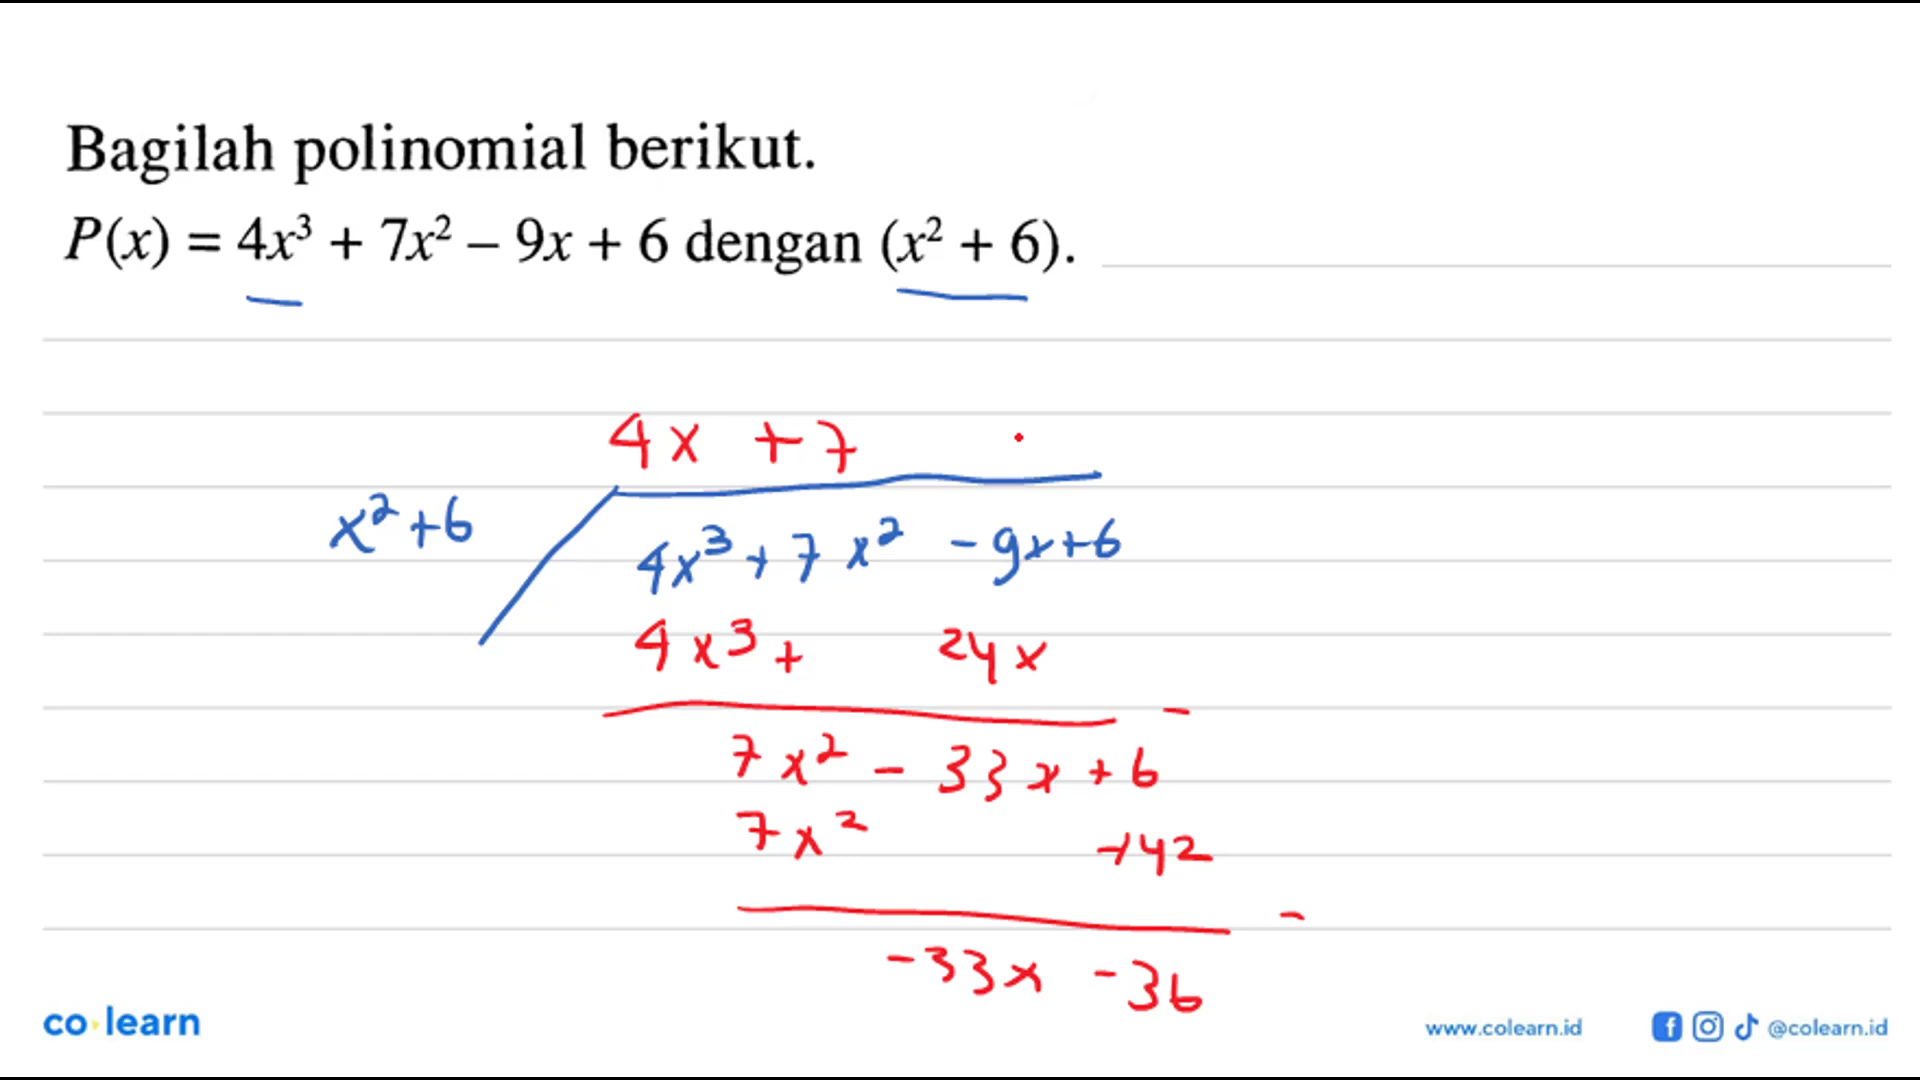 Bagilah polinomial berikut.
P(x) = 4x³ + 7x² – 9x + 6 dengan (x² + 6).
4x + 7
x² + 6
4x³ + 7x² - 9x + 6
4x³ + 24x
-
7x² - 33x + 6
7x² +42
-
-33x - 36
co learn
www.colearn.id
@colearn.id